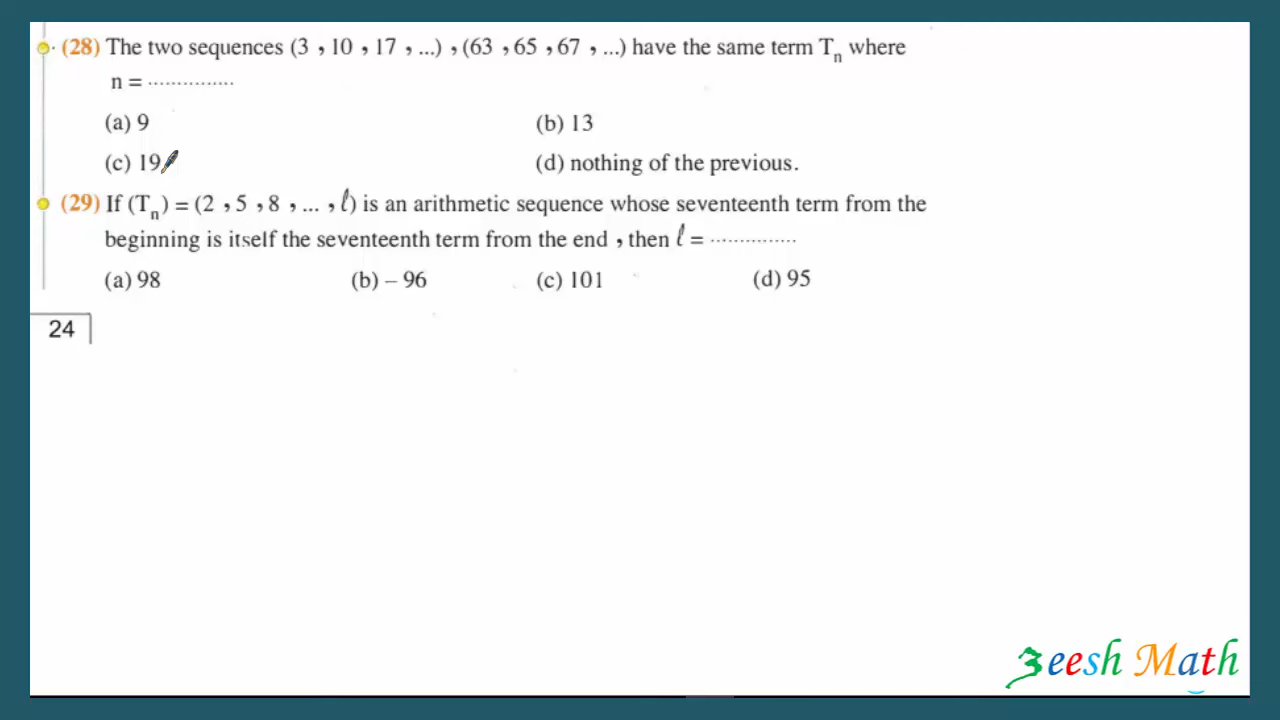 (28) The two sequences (3 , 10 , 17 , ...) , (63 , 65 , 67 , ...) have the same term Tn where
n = ...............
(a) 9 (b) 13
(c) 19 (d) nothing of the previous.
(29) If (Tn) = (2 , 5 , 8 , ... , ℓ) is an arithmetic sequence whose seventeenth term from the
beginning is itself the seventeenth term from the end , then ℓ = ...............
(a) 98 (b) – 96 (c) 101 (d) 95
24
3eesh Math